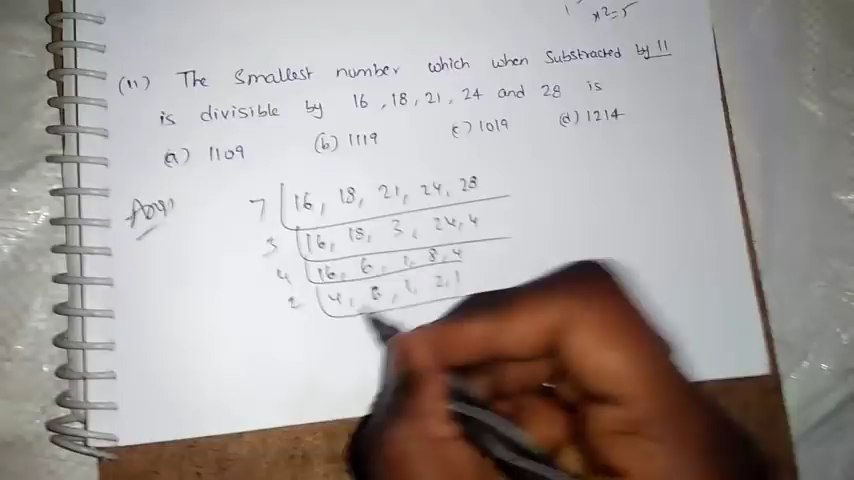 x2=5
(11) The Smallest number which when Substracted by 11
is divisible by 16, 18, 21, 24 and 28 is
(a) 1109 (b) 1119 (c) 1019 (d) 1214
Ans
7 16, 18, 21, 24, 28
3 16, 18, 3, 24, 4
4 16, 6, 1, 8, 4
2 4, 6, 1, 2, 1